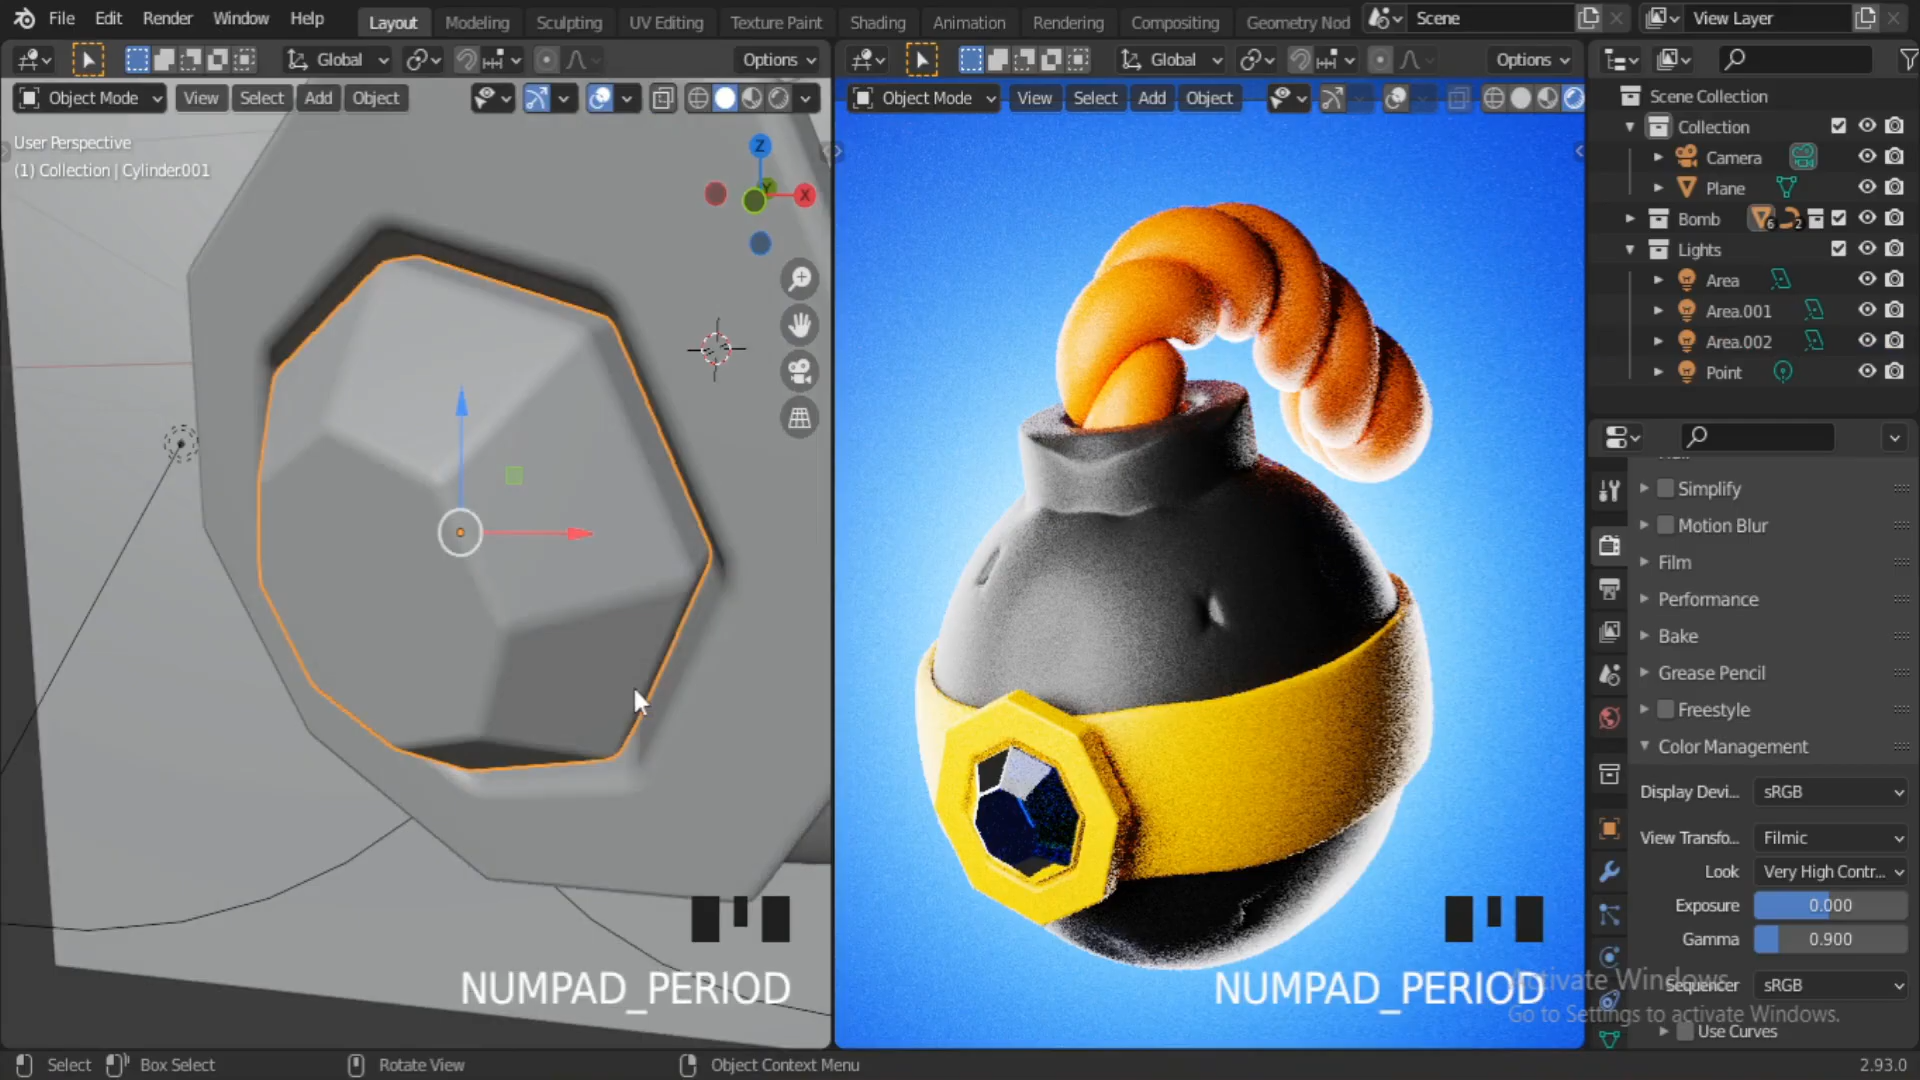 File Edit Render Window Help Layout Modeling Sculpting UV Editing Texture Paint Shading Animation Rendering Compositing Geometry Nod Scene View Layer
Global Options Global Options
Object Mode View Select Add Object Object Mode View Select Add Object
User Perspective
(1) Collection | Cylinder.001
Z
Y
X
NUMPAD_PERIOD
NUMPAD_PERIOD
Scene Collection
Collection
Camera
Plane
Bomb 6 2
Lights
Area
Area.001
Area.002
Point
Simplify
Motion Blur
Film
Performance
Bake
Grease Pencil
Freestyle
Color Management
Display Devi... sRGB
View Transfo... Filmic
Look Very High Contr...
Exposure 0.000
Gamma 0.900
Activate Windows
Sequencer sRGB
Go to Settings to activate Windows.
Use Curves
Select Box Select Rotate View Object Context Menu 2.93.0